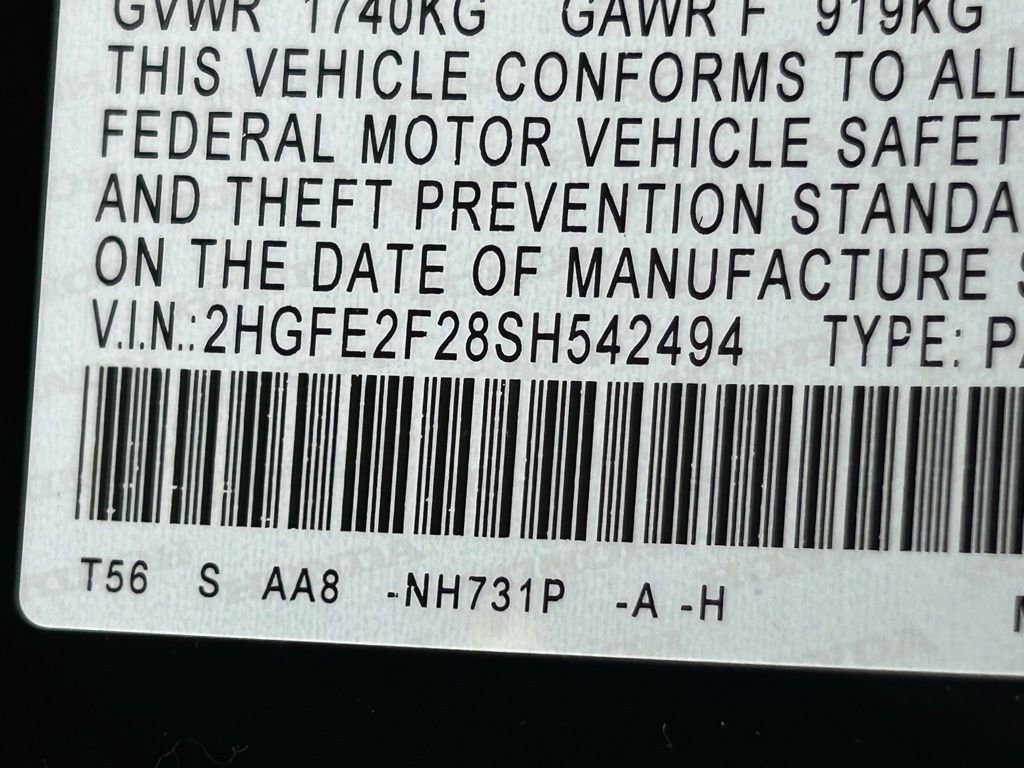 GVWR 1740KG GAWR F 919KG
THIS VEHICLE CONFORMS TO ALL
FEDERAL MOTOR VEHICLE SAFET
AND THEFT PREVENTION STANDA
ON THE DATE OF MANUFACTURE
V.I.N.:2HGFE2F28SH542494 TYPE: PA
T56 S AA8 -NH731P -A -H